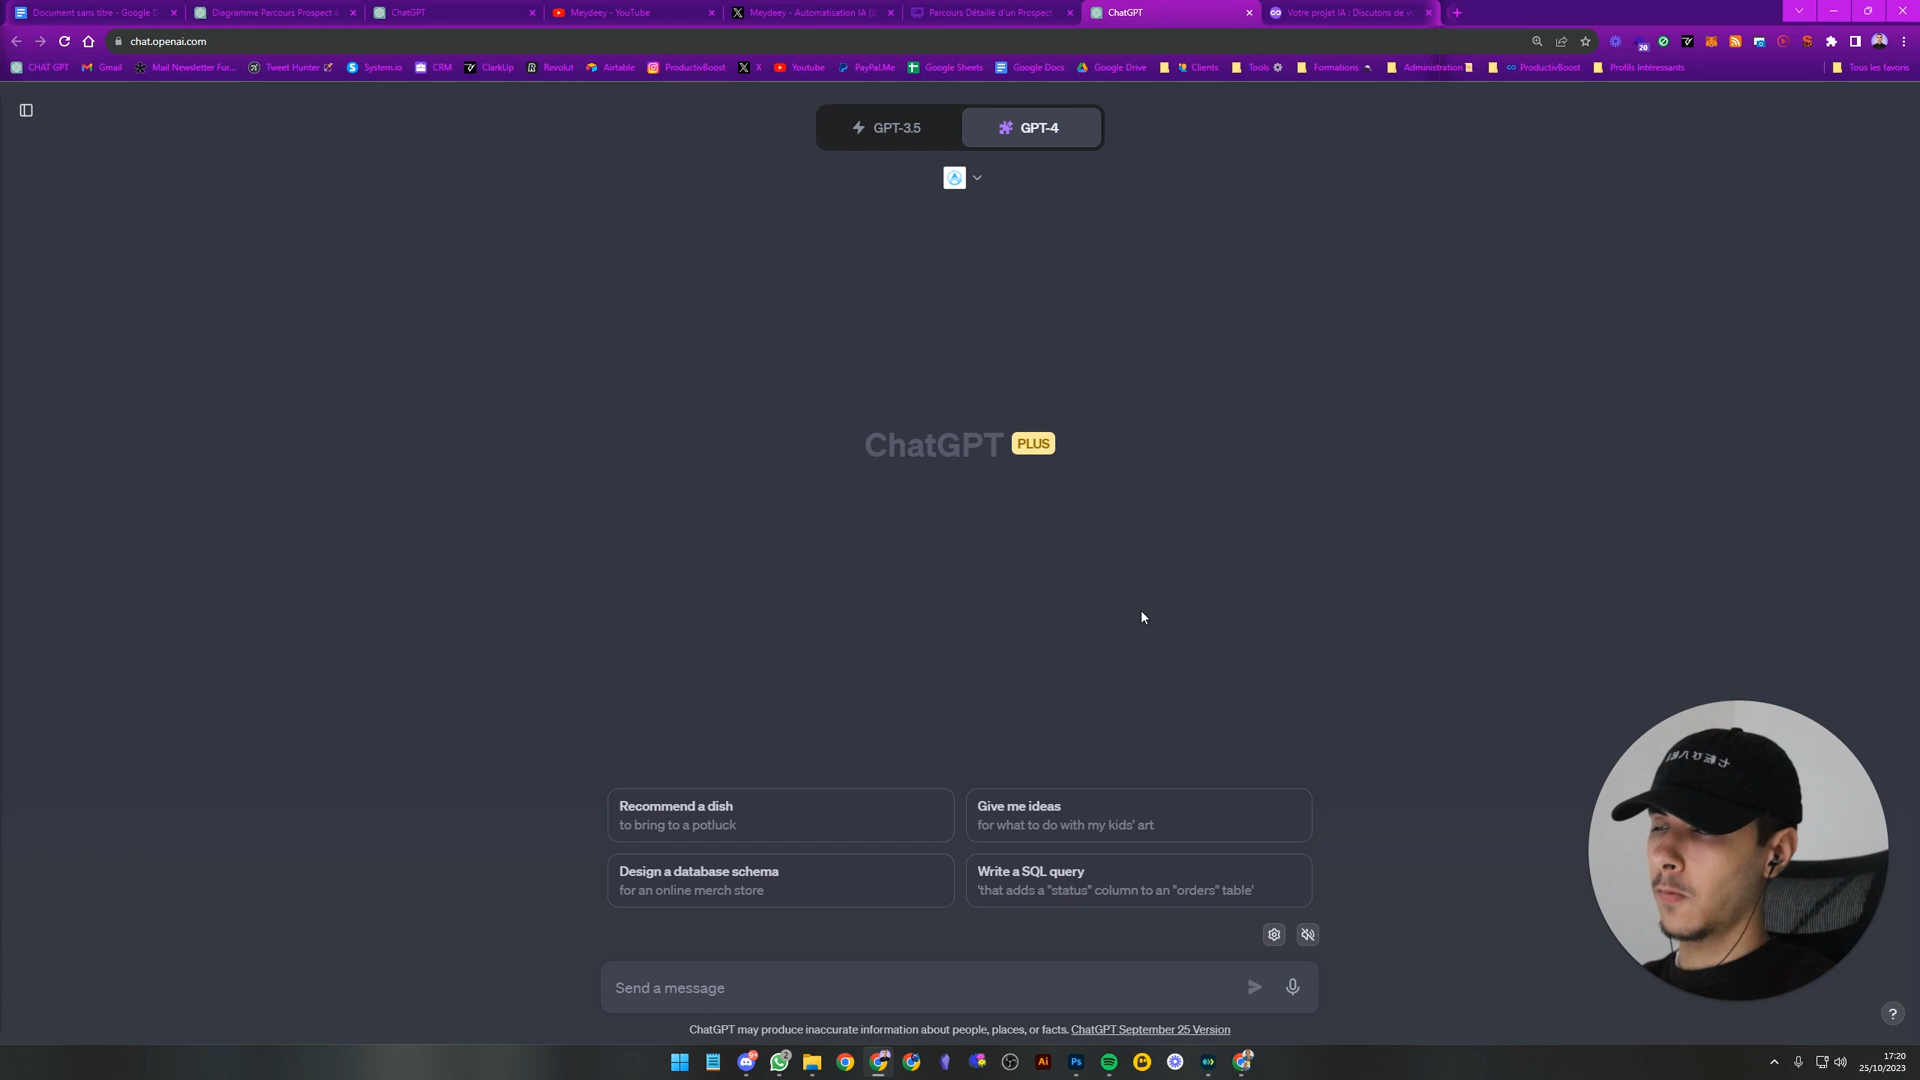 Document sans titre - Google D
Diagramme Parcours Prospect à
ChatGPT
Meydeey - YouTube
Meydeey - Automatisation IA (@
Parcours Détaillé d'un Prospect
ChatGPT
Votre projet IA : Discutons de vo
chat.openai.com
20
CHAT GPT
Gmail
Mail Newsletter Fur...
Tweet Hunter
System.io
CRM
ClarkUp
Revolut
Airtable
ProductivBoost
X
Youtube
PayPal.Me
Google Sheets
Google Docs
Google Drive
Clients
Tools
Formations
Administration
ProductivBoost
Profils Intéressants
Tous les favoris
GPT-3.5
GPT-4
ChatGPT PLUS
Recommend a dish
to bring to a potluck
Give me ideas
for what to do with my kids' art
Design a database schema
for an online merch store
Write a SQL query
'that adds a "status" column to an "orders" table'
Send a message
ChatGPT may produce inaccurate information about people, places, or facts. ChatGPT September 25 Version
?
17:20
25/10/2023